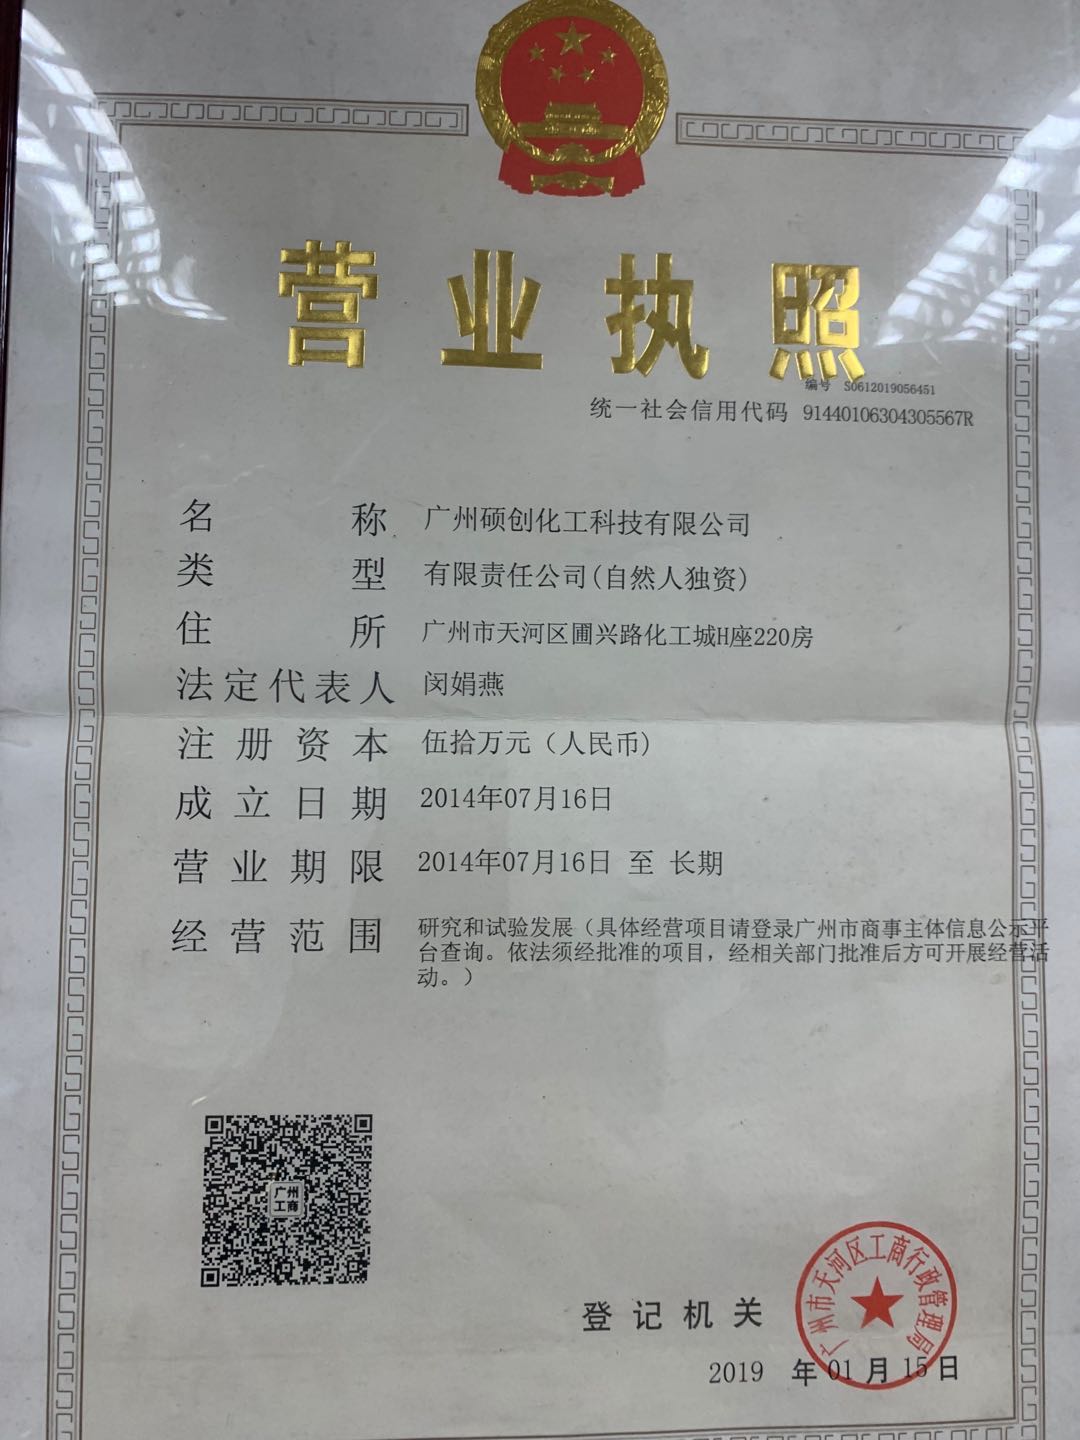 营业执照
编号 S0612019056451
统一社会信用代码 91440106304305567R
名称 广州硕创化工科技有限公司
类型 有限责任公司(自然人独资)
住所 广州市天河区圃兴路化工城H座220房
法定代表人 闵娟燕
注册资本 伍拾万元（人民币)
成立日期 2014年07月16日
营业期限 2014年07月16日 至 长期
经营范围 研究和试验发展（具体经营项目请登录广州市商事主体信息公示平
台查询。依法须经批准的项目，经相关部门批准后方可开展经营活
动。）
广州
工商
登记机关
广州市天河区工商行政管理局
2019 年 01 月 15 日